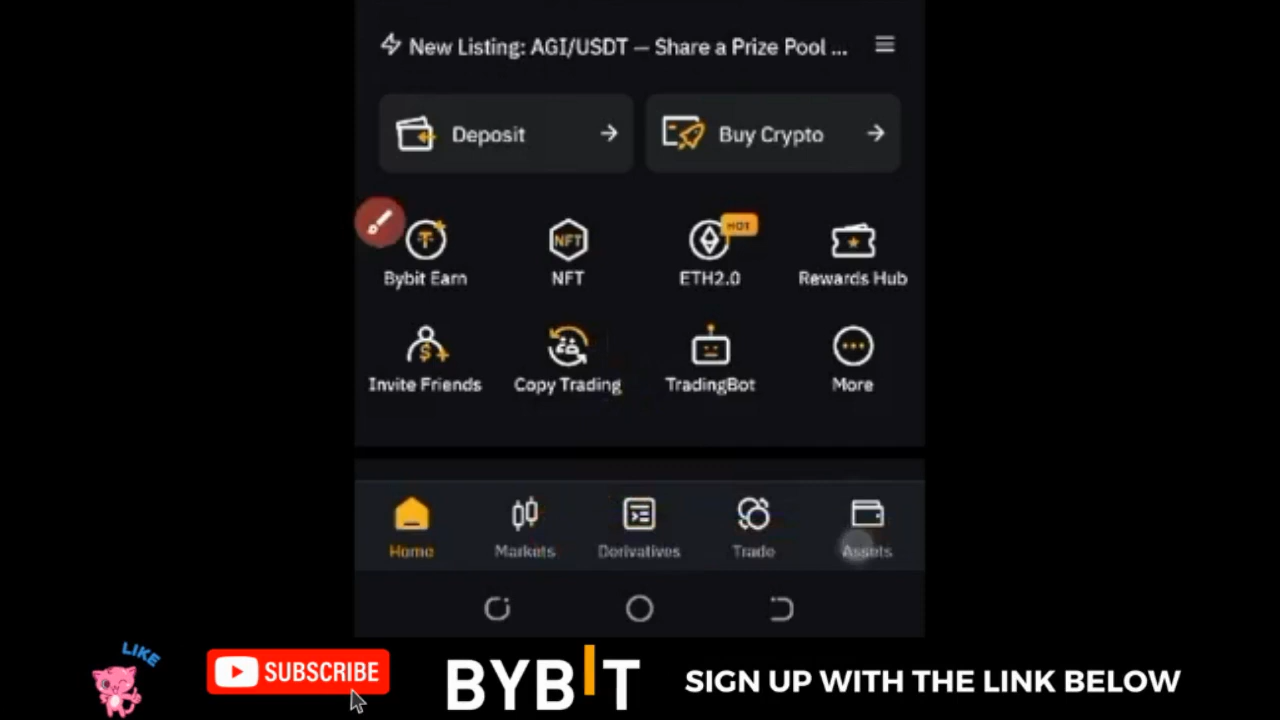 New Listing: AGI/USDT — Share a Prize Pool ...
Deposit
Buy Crypto
HOT
NFT
Bybit Earn
NFT
ETH2.0
Rewards Hub
Invite Friends
Copy Trading
TradingBot
More
Home
Markets
Derivatives
Trade
Assets
LIKE
SUBSCRIBE
BYBIT
SIGN UP WITH THE LINK BELOW